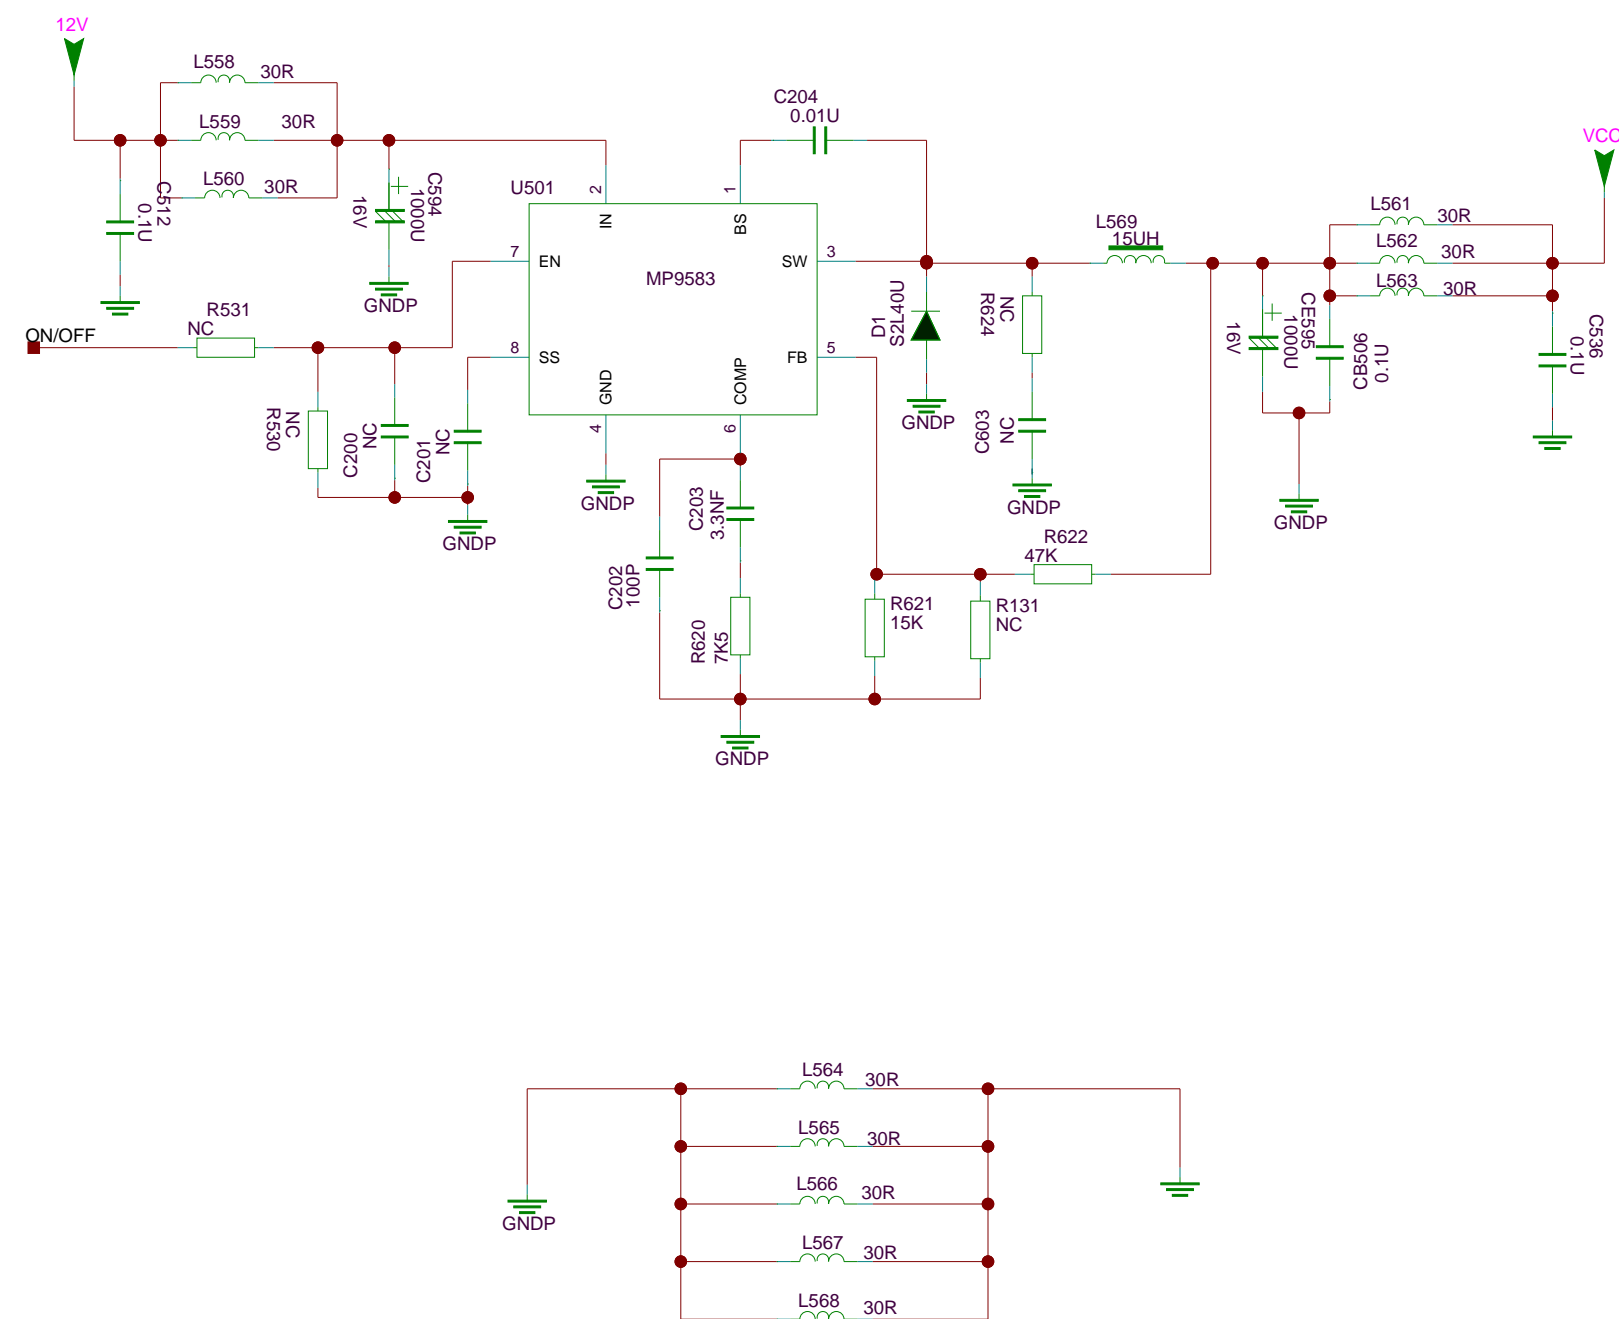 12V
L558
30R
L559
30R
L560
30R
C512
0.1U
C594
1000U
16V
C204
0.01U
U501
2
IN
1
BS
7
EN
3
SW
MP9583
8
SS
5
FB
GND
4
COMP
6
GNDP
R531
NC
ON/OFF
NC
R530
C200
NC
C201
NC
GNDP
GNDP
C203
3.3NF
C202
100P
R620
7K5
GNDP
D1
S2L40U
GNDP
NC
R624
C603
NC
GNDP
L569
15UH
R622
47K
R621
15K
R131
NC
VCC
L561
30R
L562
30R
L563
30R
CE595
1000U
16V
CB506
0.1U
C536
0.1U
GNDP
L564
30R
L565
30R
L566
30R
L567
30R
L568
30R
GNDP